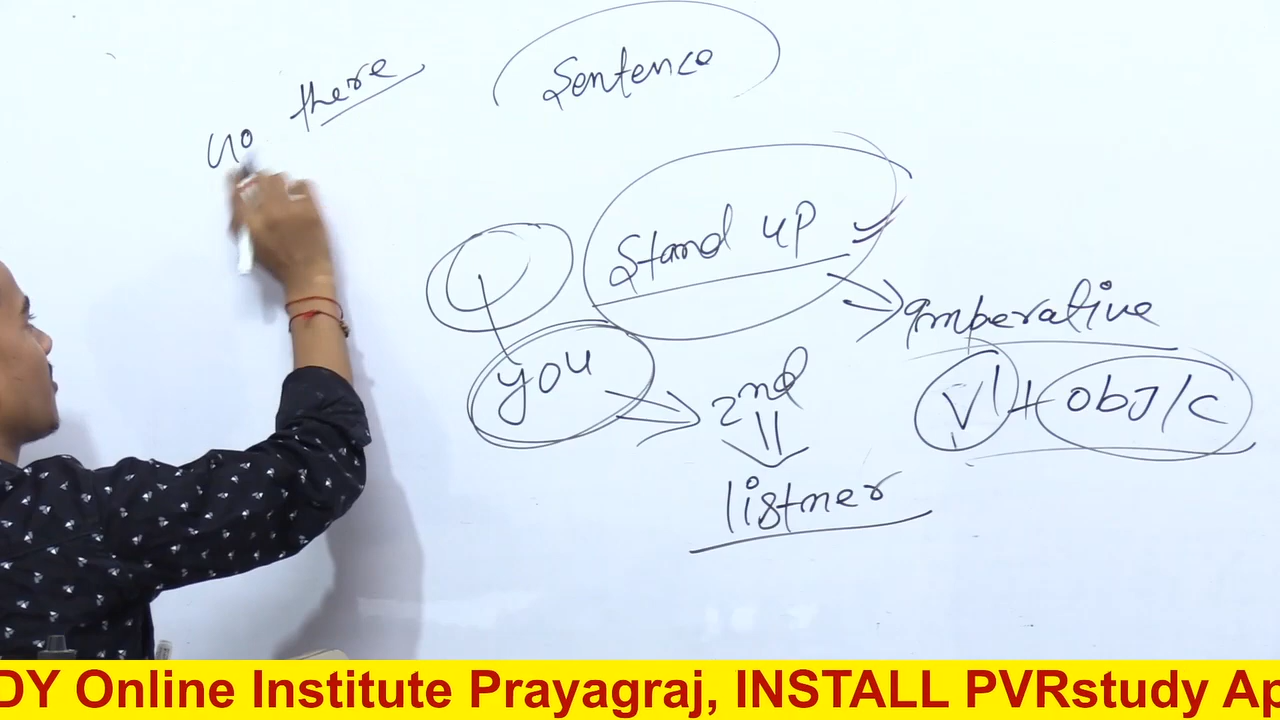 Sentence
go there
Stand up
imperative
you
2nd
V1 + obj/c
listner
DY Online Institute Prayagraj, INSTALL PVRstudy Ap